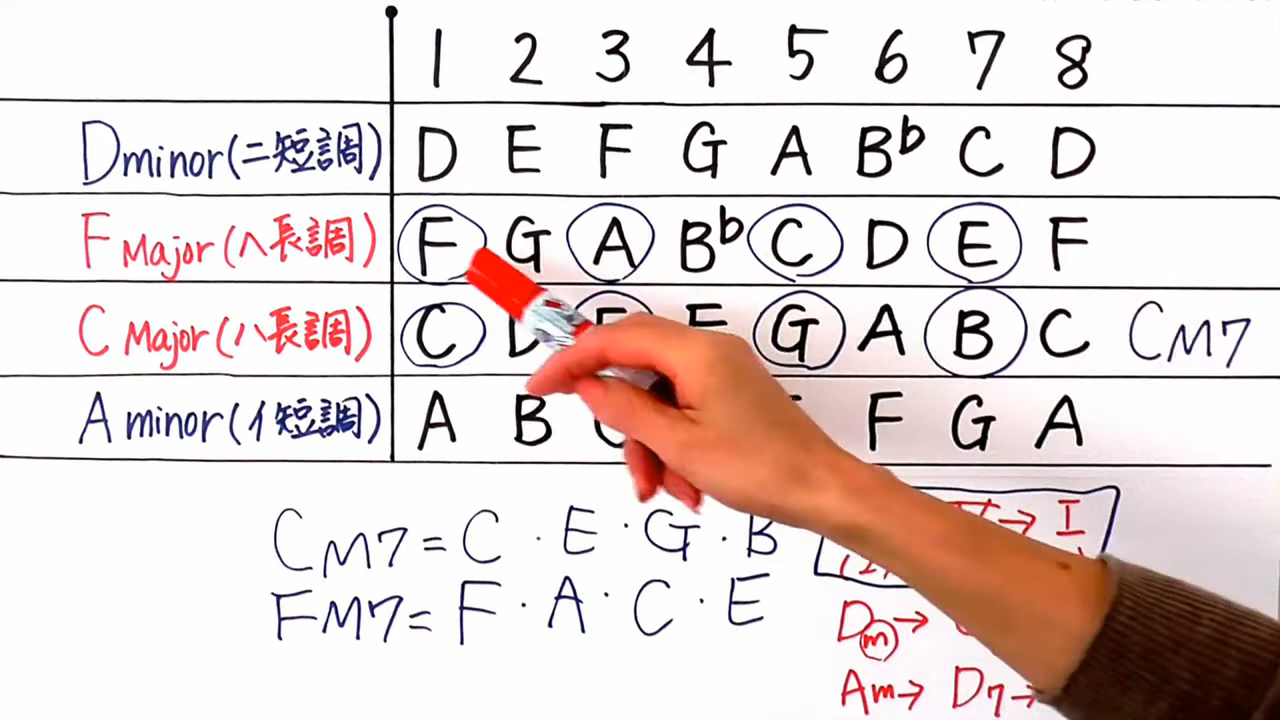 1 2 3 4 5 6 7 8
Dminor(ニ短調) D E F G A B♭ C D
F Major(ヘ長調) F G A B♭ C D E F
C Major(ハ長調) C D E F G A B C CM7
A minor(イ短調) A B C F G A
CM7=C・E・G・B
→ I
FM7=F・A・C・E
Dm→
Am→ D7→